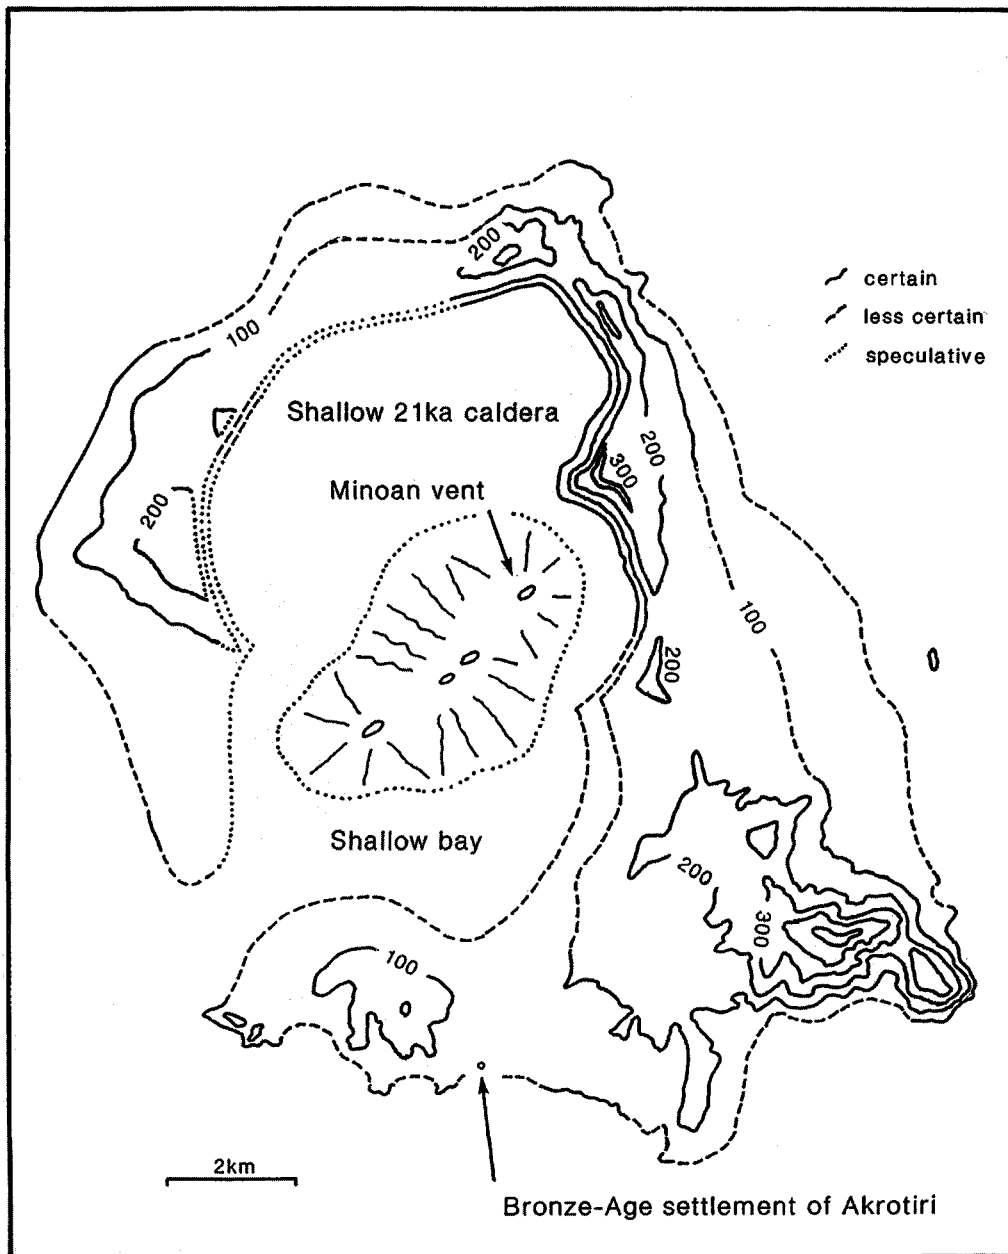 200
certain
less certain
100
speculative
Shallow 21ka caldera
200
300
Minoan vent
200
100
200
Shallow bay
200
300
100
2km
Bronze-Age settlement of Akrotiri